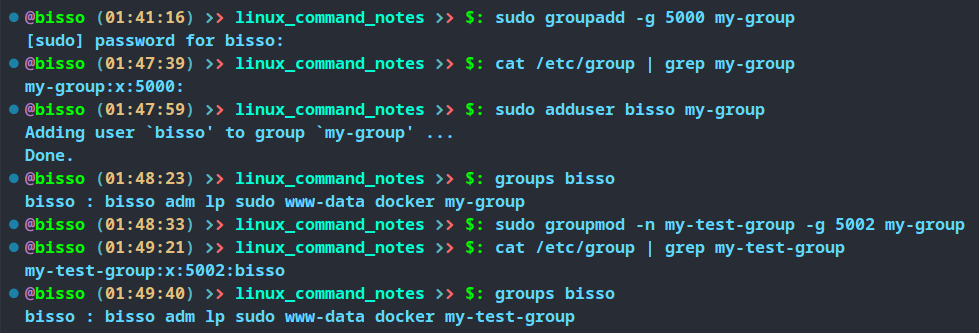 @bisso (01:41:16) >> linux_command_notes >> $: sudo groupadd -g 5000 my-group
[sudo] password for bisso:
@bisso (01:47:39) >> linux_command_notes >> $: cat /etc/group | grep my-group
my-group:x:5000:
@bisso (01:47:59) >> linux_command_notes >> $: sudo adduser bisso my-group
Adding user `bisso' to group `my-group' ...
Done.
@bisso (01:48:23) >> linux_command_notes >> $: groups bisso
bisso : bisso adm lp sudo www-data docker my-group
@bisso (01:48:33) >> linux_command_notes >> $: sudo groupmod -n my-test-group -g 5002 my-group
@bisso (01:49:21) >> linux_command_notes >> $: cat /etc/group | grep my-test-group
my-test-group:x:5002:bisso
@bisso (01:49:40) >> linux_command_notes >> $: groups bisso
bisso : bisso adm lp sudo www-data docker my-test-group